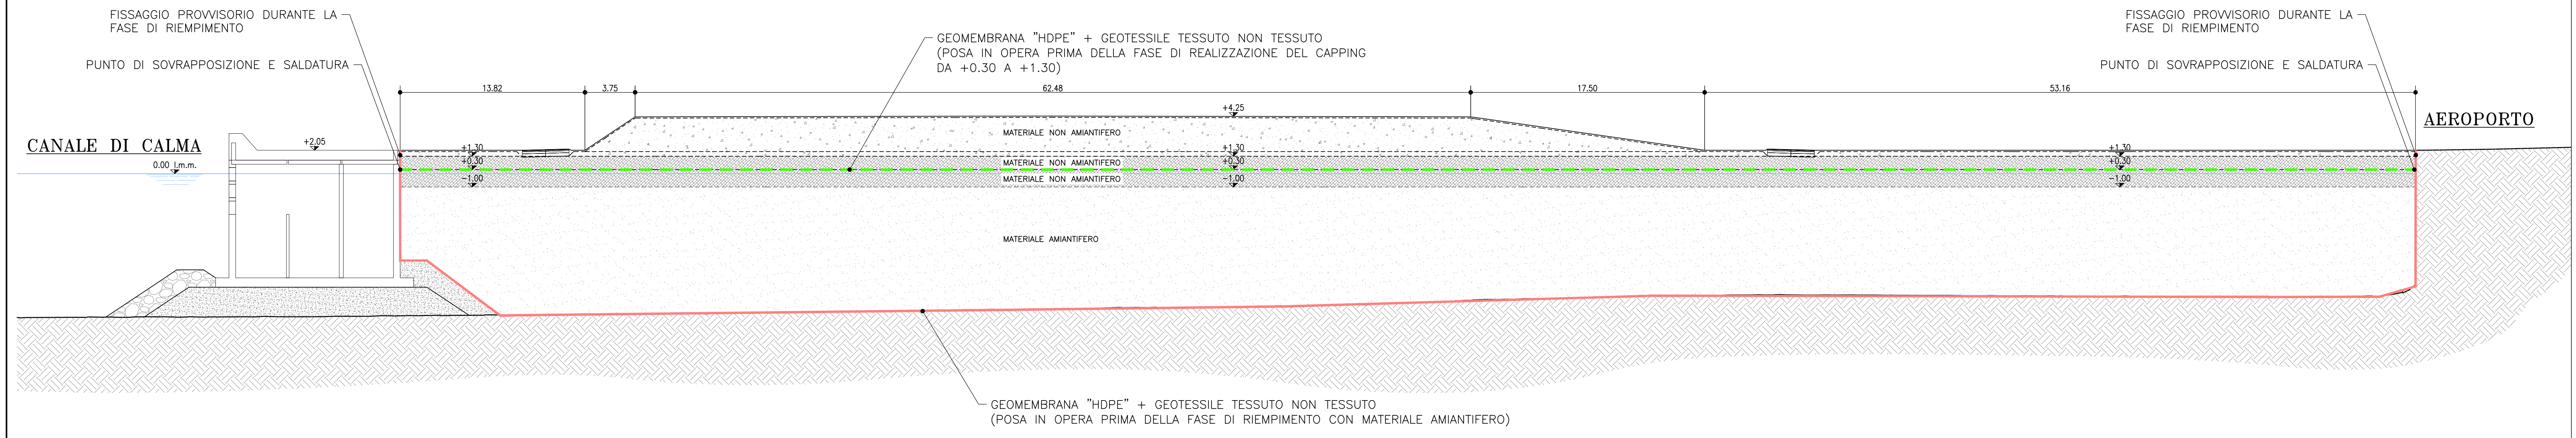 FISSAGGIO PROVVISORIO DURANTE LA
FASE DI RIEMPIMENTO
PUNTO DI SOVRAPPOSIZIONE E SALDATURA
GEOMEMBRANA "HDPE" + GEOTESSILE TESSUTO NON TESSUTO
(POSA IN OPERA PRIMA DELLA FASE DI REALIZZAZIONE DEL CAPPING
DA +0.30 A +1.30)
FISSAGGIO PROVVISORIO DURANTE LA
FASE DI RIEMPIMENTO
PUNTO DI SOVRAPPOSIZIONE E SALDATURA
13.82
3.75
62.48
17.50
53.16
CANALE DI CALMA
0.00 l.m.m.
+2.05
+4.25
AEROPORTO
MATERIALE NON AMIANTIFERO
+1.30
+1.30
+1.30
MATERIALE NON AMIANTIFERO
+0.30
+0.30
+0.30
MATERIALE NON AMIANTIFERO
-1.00
-1.00
-1.00
MATERIALE AMIANTIFERO
GEOMEMBRANA "HDPE" + GEOTESSILE TESSUTO NON TESSUTO
(POSA IN OPERA PRIMA DELLA FASE DI RIEMPIMENTO CON MATERIALE AMIANTIFERO)